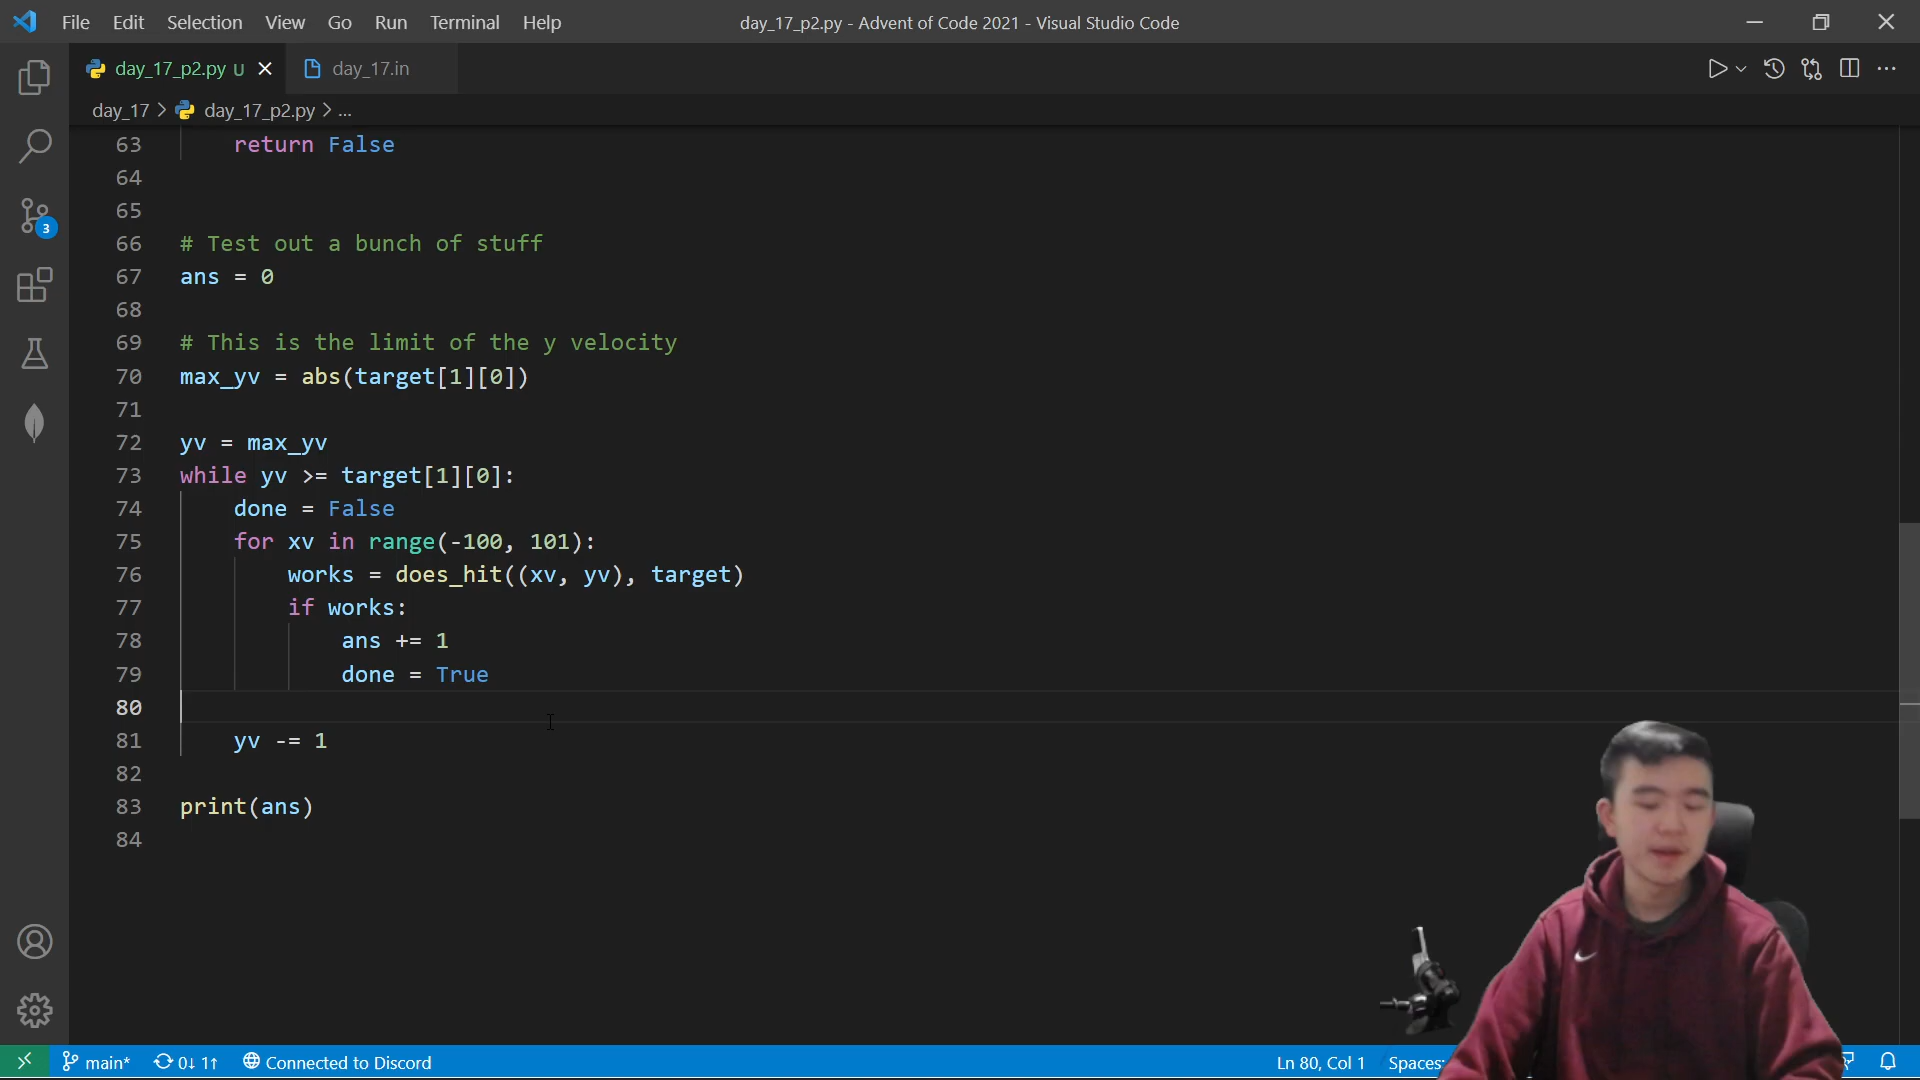 File Edit Selection View Go Run Terminal Help
day_17_p2.py - Advent of Code 2021 - Visual Studio Code
day_17_p2.py U
day_17.in
day_17 > day_17_p2.py > ...
63 return False
64
65
66 # Test out a bunch of stuff
67 ans = 0
68
69 # This is the limit of the y velocity
70 max_yv = abs(target[1][0])
71
72 yv = max_yv
73 while yv >= target[1][0]:
74 done = False
75 for xv in range(-100, 101):
76 works = does_hit((xv, yv), target)
77 if works:
78 ans += 1
79 done = True
80
81 yv -= 1
82
83 print(ans)
84
3
main* 0↓ 1↑ Connected to Discord
Ln 80, Col 1 Spaces: